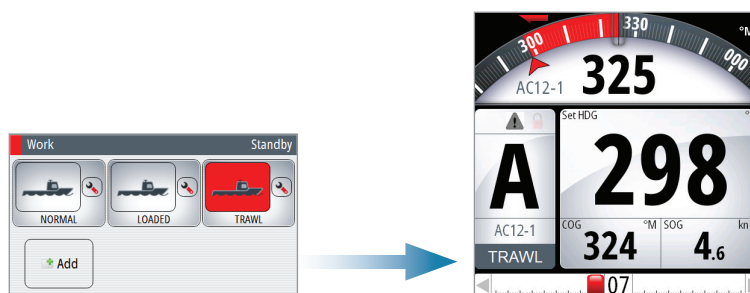 Work Standby
NORMAL LOADED TRAWL
Add
300 330 000 °M
AC12-1 325
Set HDG °
A 298
AC12-1
TRAWL
COG °M SOG kn
324 4.6
07